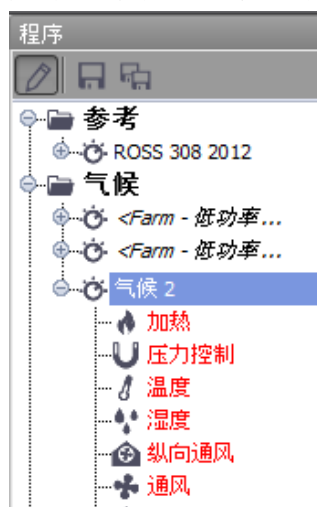 程序
参考
ROSS 308 2012
气候
<Farm - 低功率...
<Farm - 低功率...
气候 2
加热
压力控制
温度
湿度
纵向通风
通风